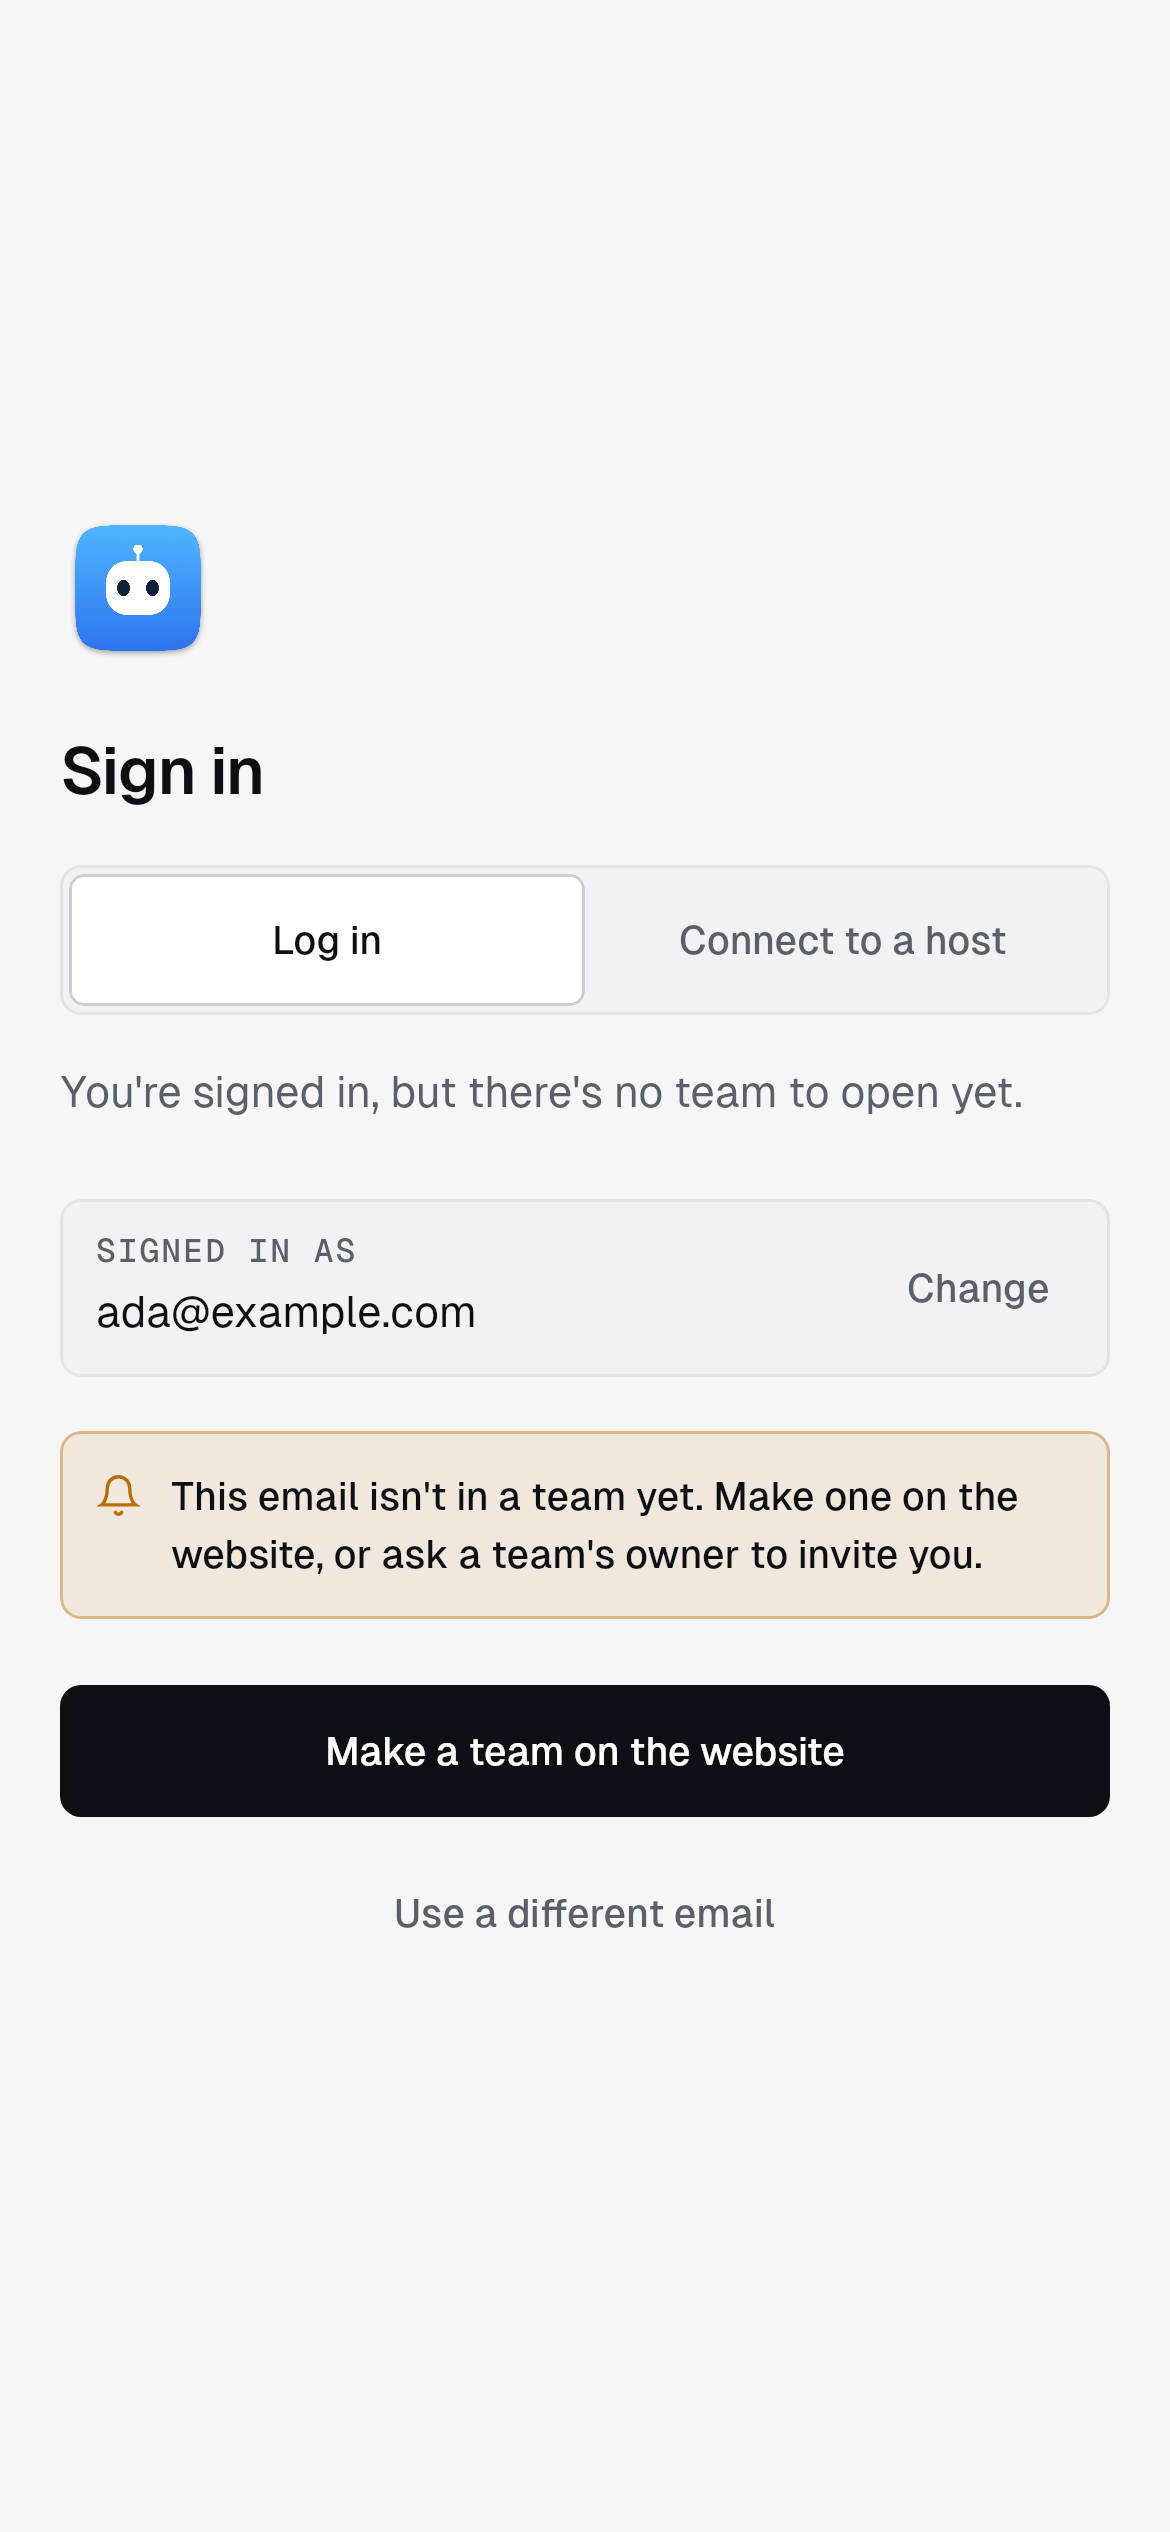 Sign in
Log in
Connect to a host
You're signed in, but there's no team to open yet.
SIGNED IN AS
ada@example.com
Change
This email isn't in a team yet. Make one on the
website, or ask a team's owner to invite you.
Make a team on the website
Use a different email